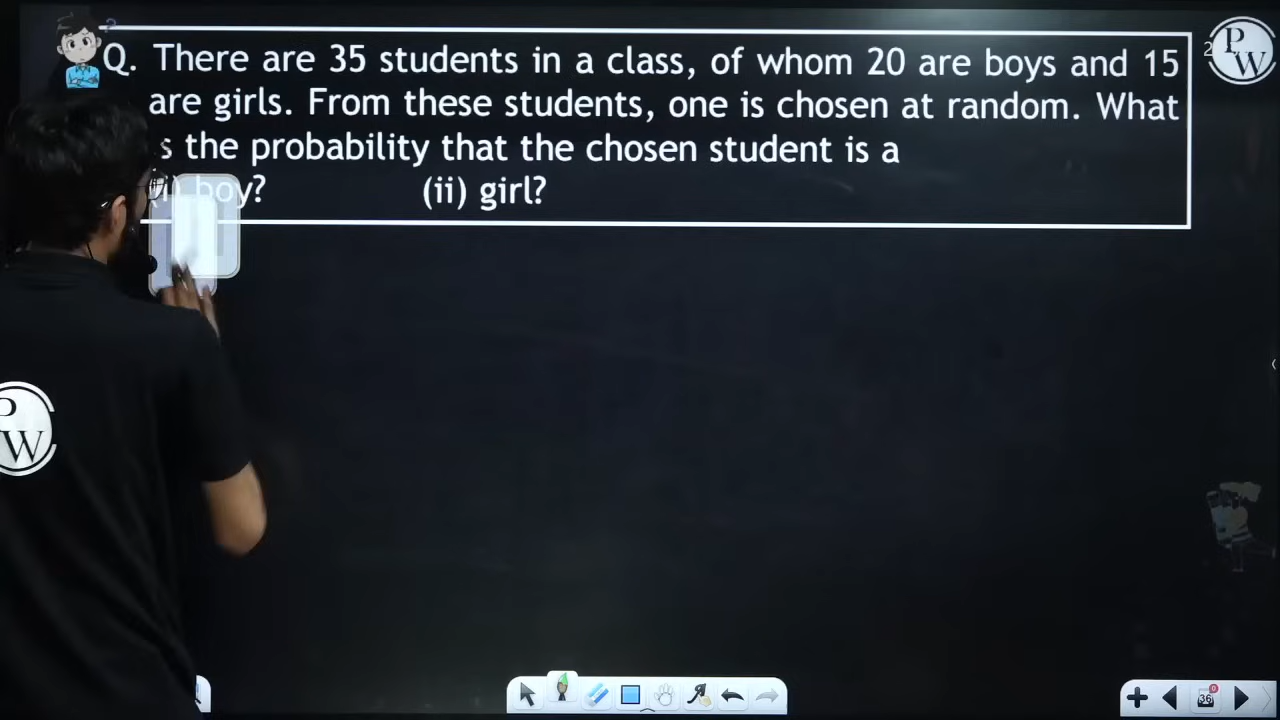 Q. There are 35 students in a class, of whom 20 are boys and 15
are girls. From these students, one is chosen at random. What
s the probability that the chosen student is a
(i) boy? (ii) girl?
P W
P W
36